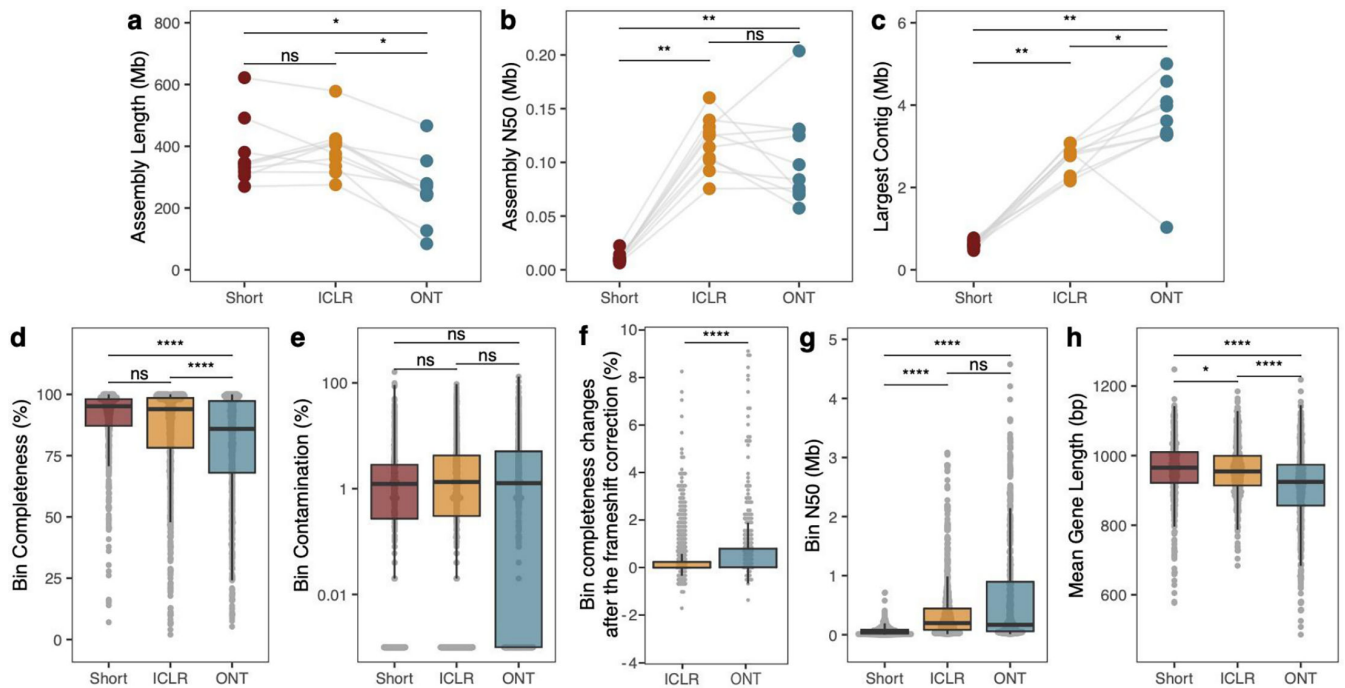 a
Assembly Length (Mb)
800
600
400
200
0
*
ns
*
Short
ICLR
ONT
b
Assembly N50 (Mb)
0.20
0.15
0.10
0.05
0.00
**
ns
**
Short
ICLR
ONT
c
Largest Contig (Mb)
6
4
2
0
**
*
**
Short
ICLR
ONT
d
Bin Completeness (%)
100
75
50
25
0
****
****
ns
Short
ICLR
ONT
e
Bin Contamination (%)
100
1
0.01
ns
ns
ns
Short
ICLR
ONT
f
Bin completeness changes
after the frameshift correction (%)
10
8
6
4
2
0
-2
-4
****
ICLR
ONT
g
Bin N50 (Mb)
5
4
3
2
1
0
****
****
ns
Short
ICLR
ONT
h
Mean Gene Length (bp)
1200
1000
800
600
****
*
****
Short
ICLR
ONT